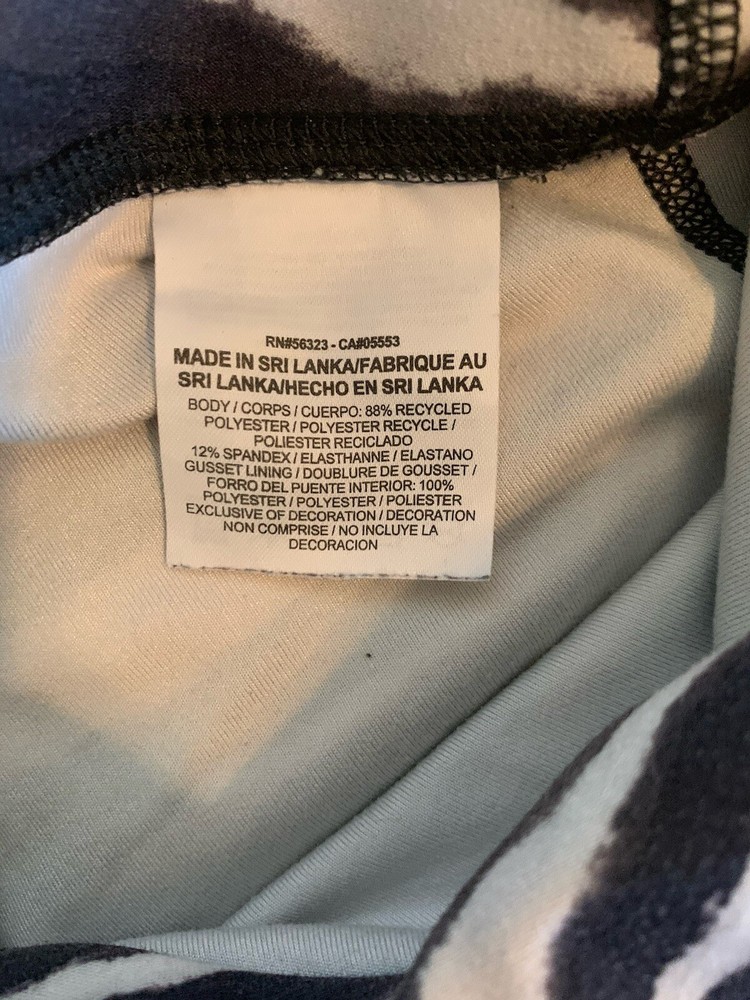 RN#56323 - CA#05553
MADE IN SRI LANKA/FABRIQUE AU
SRI LANKA/HECHO EN SRI LANKA
BODY / CORPS / CUERPO: 88% RECYCLED
POLYESTER / POLYESTER RECYCLE /
POLIESTER RECICLADO
12% SPANDEX / ELASTHANNE / ELASTANO
GUSSET LINING / DOUBLURE DE GOUSSET /
FORRO DEL PUENTE INTERIOR: 100%
POLYESTER / POLYESTER / POLIESTER
EXCLUSIVE OF DECORATION / DECORATION
NON COMPRISE / NO INCLUYE LA
DECORACION